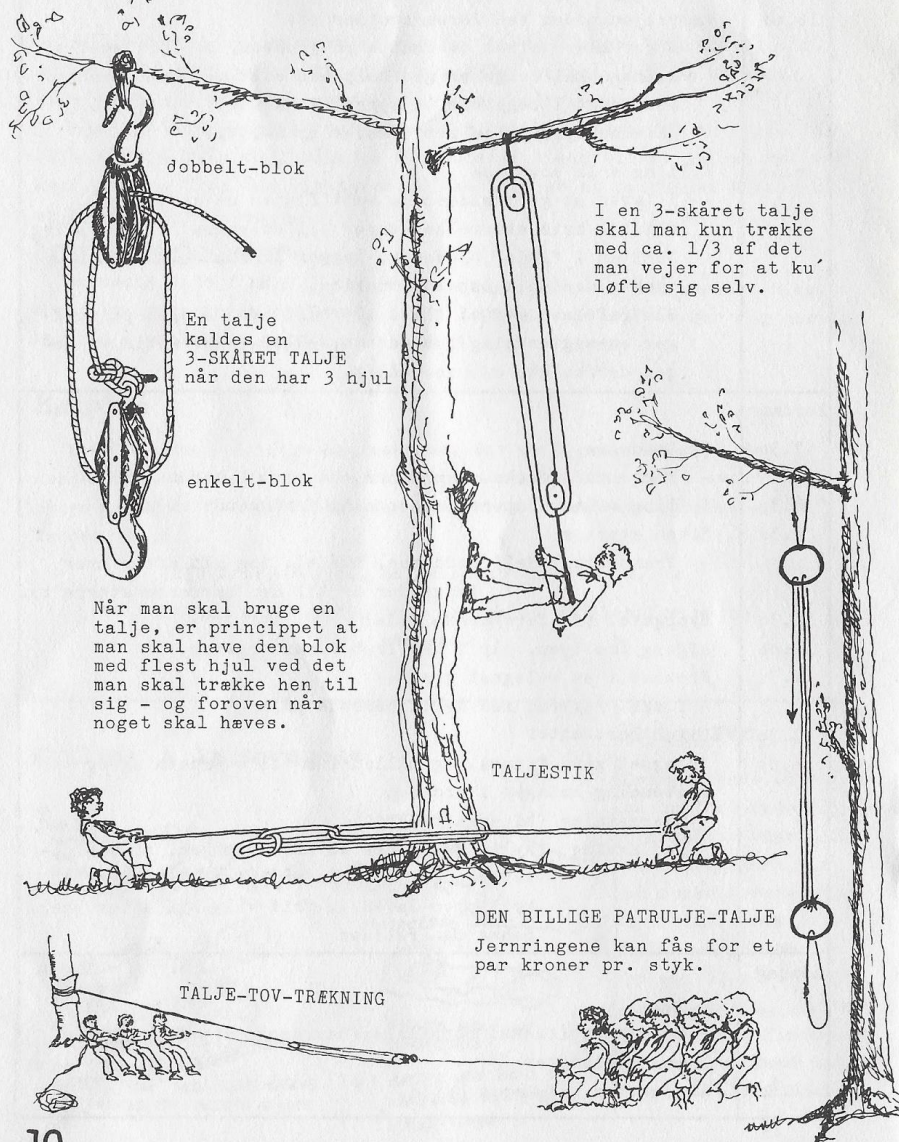 dobbelt-blok
I en 3-skåret talje
skal man kun trække
med ca. 1/3 af det
man vejer for at ku´
løfte sig selv.
En talje
kaldes en
3-SKÅRET TALJE
når den har 3 hjul
enkelt-blok
Når man skal bruge en
talje, er princippet at
man skal have den blok
med flest hjul ved det
man skal trække hen til
sig - og foroven når
noget skal hæves.
TALJESTIK
DEN BILLIGE PATRULJE-TALJE
Jernringene kan fås for et
par kroner pr. styk.
TALJE-TOV-TRÆKNING